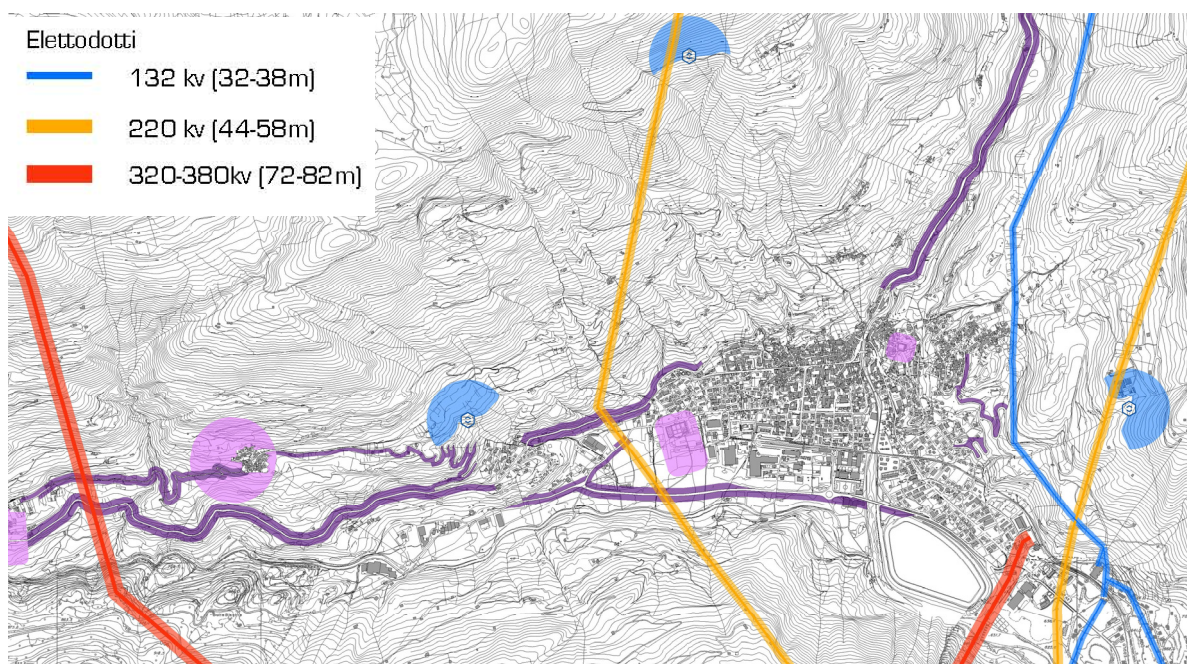 Elettodotti
132 kv (32-38m)
220 kv (44-58m)
320-380kv (72-82m)